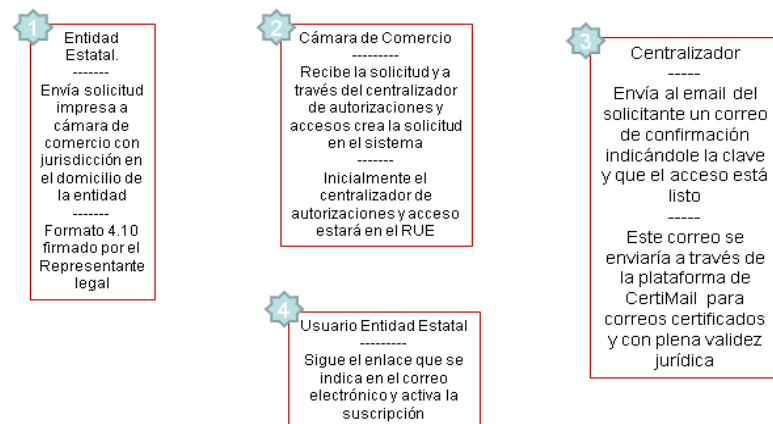 1
Entidad
Estatal.
-------
Envía solicitud
impresa a
cámara de
comercio con
jurisdicción en
el domicilio de
la entidad
-------
Formato 4.10
firmado por el
Representante
legal
2
Cámara de Comercio
---------
Recibe la solicitud y a
través del centralizador
de autorizaciones y
accesos crea la solicitud
en el sistema
-------
Inicialmente el
centralizador de
autorizaciones y acceso
estará en el RUE
3
Centralizador
-----
Envía al email del
solicitante un correo
de confirmación
indicándole la clave
y que el acceso está
listo
-----
Este correo se
enviaría a través de
la plataforma de
CertiMail para
correos certificados
y con plena validez
jurídica
4
Usuario Entidad Estatal
---------
Sigue el enlace que se
indica en el correo
electrónico y activa la
suscripción